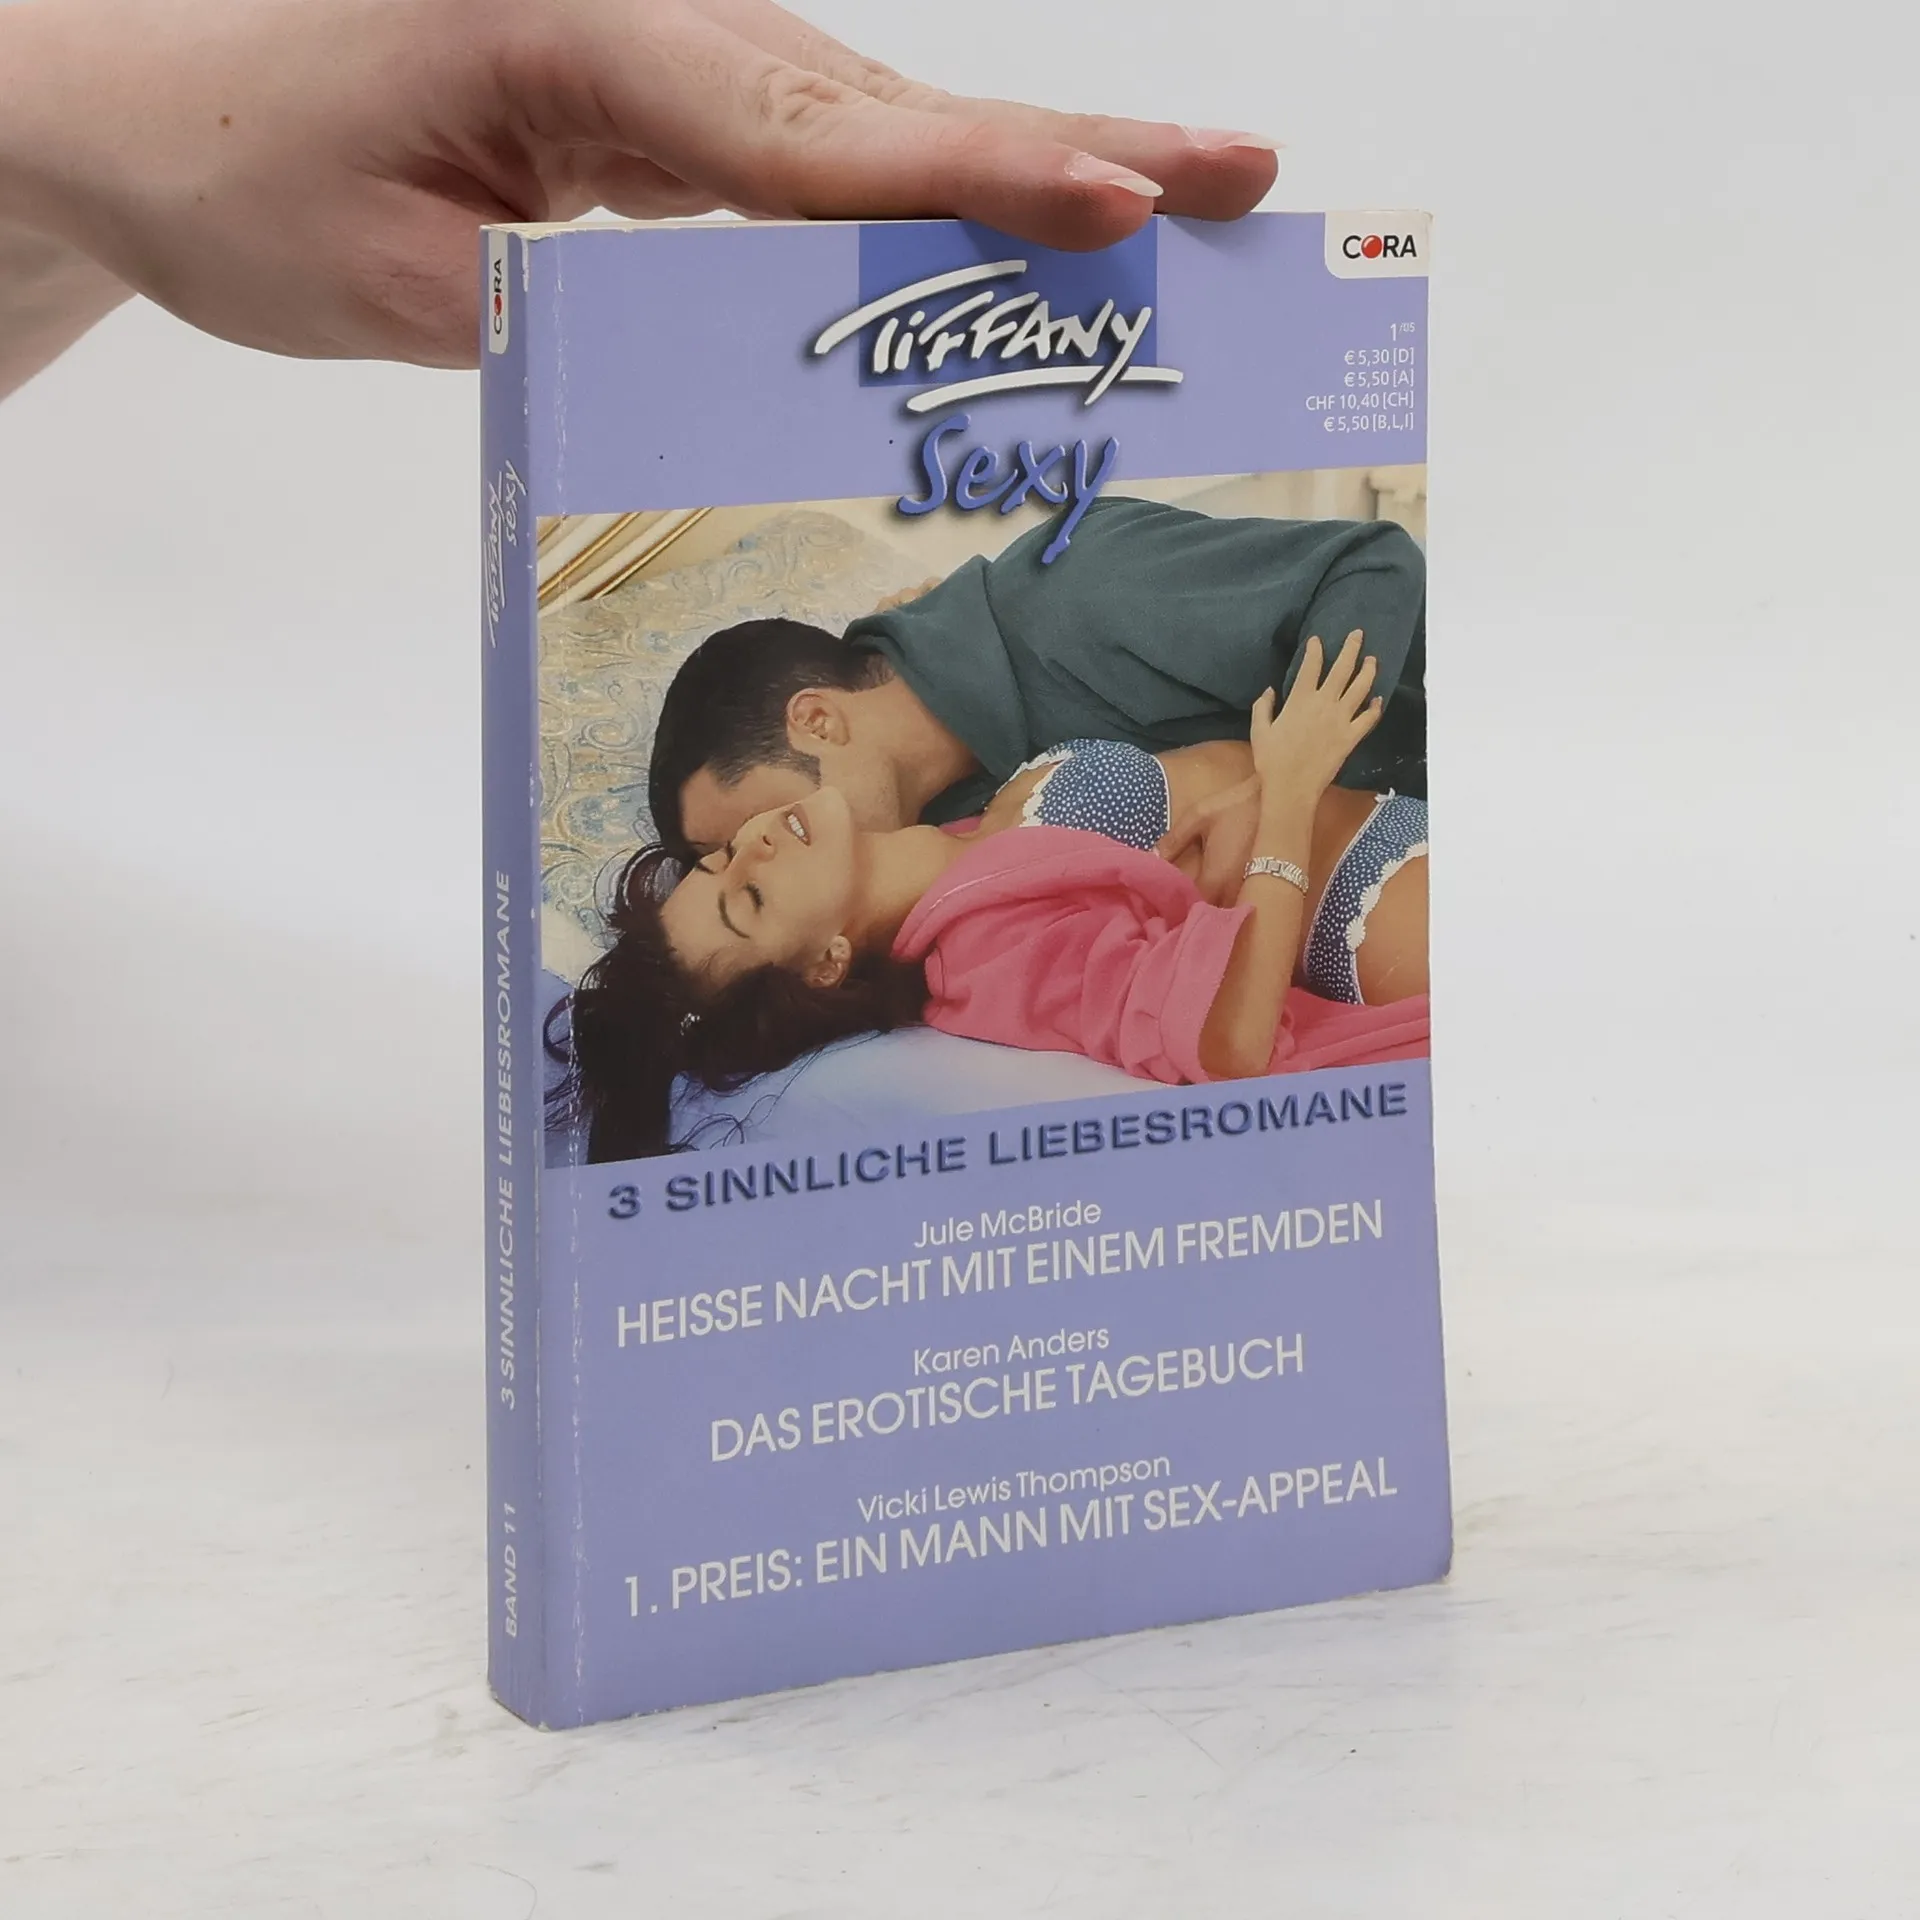 CORA
TIFFANY
Sexy
1/05
€ 5,30 [D]
€ 5,50 [A]
CHF 10,40 [CH]
€ 5,50 [B,L,I]
3 SINNLICHE LIEBESROMANE
Jule McBride
HEISSE NACHT MIT EINEM FREMDEN
Karen Anders
DAS EROTISCHE TAGEBUCH
Vicki Lewis Thompson
1. PREIS: EIN MANN MIT SEX-APPEAL
CORA
TIFFANY
Sexy
3 SINNLICHE LIEBESROMANE
BAND 11